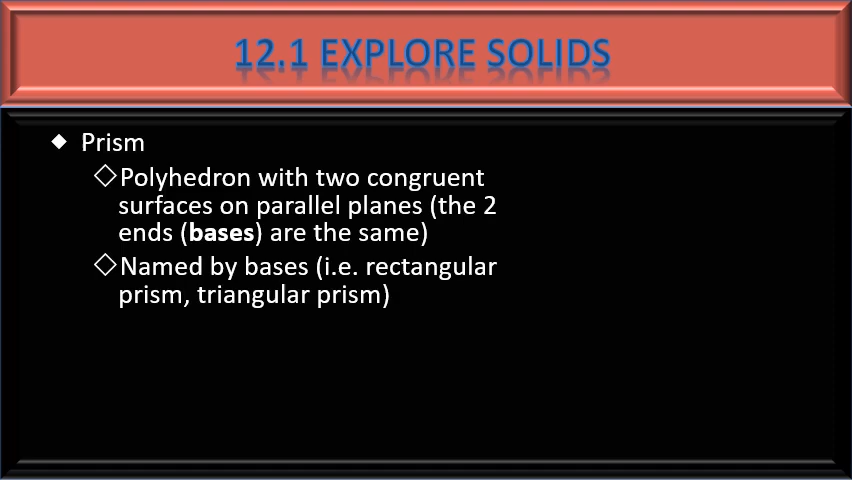 12.1 EXPLORE SOLIDS
◆ Prism
◇Polyhedron with two congruent
surfaces on parallel planes (the 2
ends (bases) are the same)
◇Named by bases (i.e. rectangular
prism, triangular prism)